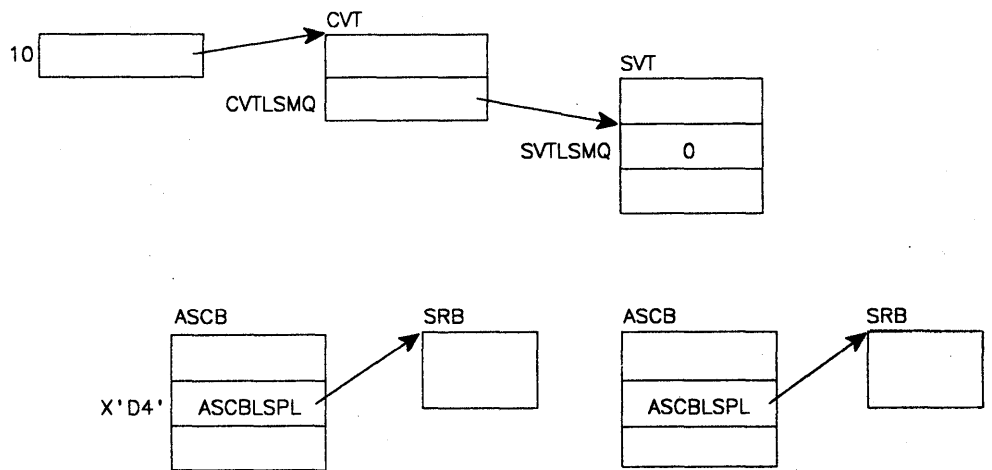 CVT
10
SVT
CVTLSMQ
SVTLSMQ
0
ASCB
SRB
ASCB
SRB
X'D4'
ASCBLSPL
ASCBLSPL